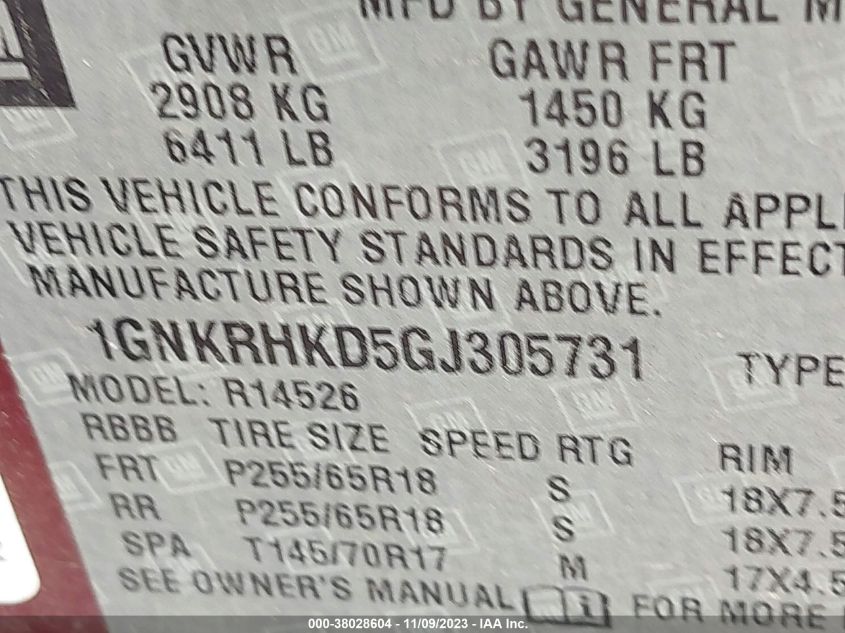 MFD BY GENERAL M
GVWR GAWR FRT
2908 KG 1450 KG
6411 LB 3196 LB
THIS VEHICLE CONFORMS TO ALL APPLI
VEHICLE SAFETY STANDARDS IN EFFECT
MANUFACTURE SHOWN ABOVE.
1GNKRHKD5GJ305731 TYPE
MODEL: R14526
RBBB TIRE SIZE SPEED RTG RIM
FRT P255/65R18 S 18X7.5
RR P255/65R18 S 18X7.5
SPA T145/70R17 M 17X4.5
SEE OWNER'S MANUAL i FOR MORE
000-38028604 - 11/09/2023 - IAA Inc.